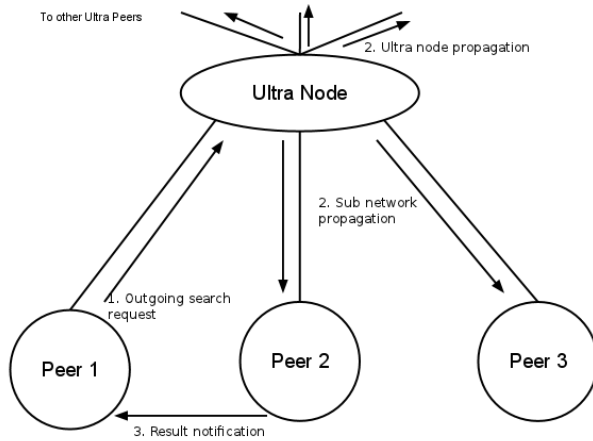 To other Ultra Peers
2. Ultra node propagation
Ultra Node
2. Sub network
propagation
1. Outgoing search
request
Peer 1
Peer 2
Peer 3
3. Result notification